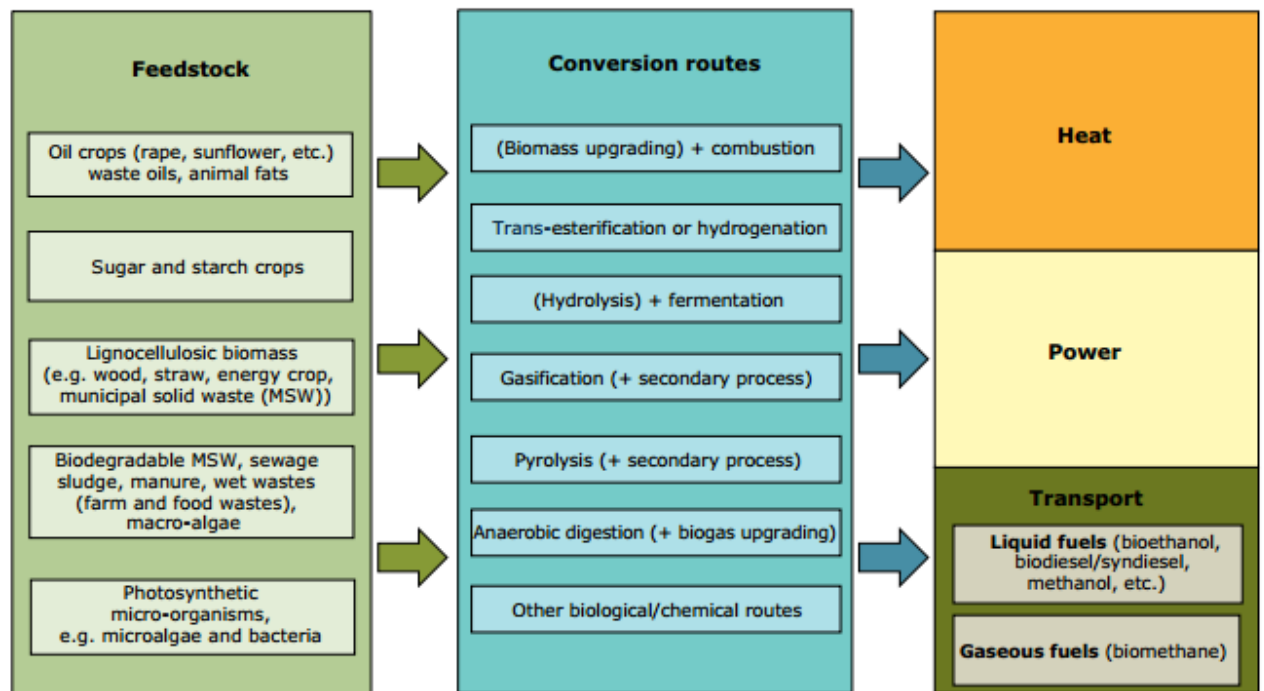 Feedstock
Oil crops (rape, sunflower, etc.)
waste oils, animal fats
Sugar and starch crops
Lignocellulosic biomass
(e.g. wood, straw, energy crop,
municipal solid waste (MSW))
Biodegradable MSW, sewage
sludge, manure, wet wastes
(farm and food wastes),
macro-algae
Photosynthetic
micro-organisms,
e.g. microalgae and bacteria
Conversion routes
(Biomass upgrading) + combustion
Trans-esterification or hydrogenation
(Hydrolysis) + fermentation
Gasification (+ secondary process)
Pyrolysis (+ secondary process)
Anaerobic digestion (+ biogas upgrading)
Other biological/chemical routes
Heat
Power
Transport
Liquid fuels (bioethanol,
biodiesel/syndiesel,
methanol, etc.)
Gaseous fuels (biomethane)